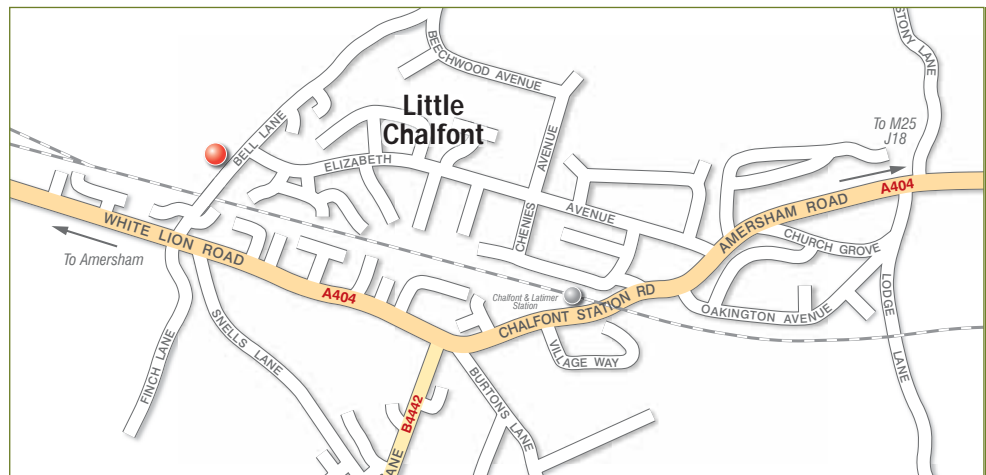 STONY LANE
BEECHWOOD AVENUE
Little
Chalfont
To M25
J18
BELL LANE
ELIZABETH
AVENUE
A404
AVENUE
CHENIES
AMERSHAM ROAD
WHITE LION ROAD
CHURCH GROVE
To Amersham
A404
Chalfont & Latimer
Station
CHALFONT STATION RD
OAKINGTON AVENUE
LODGE
LANE
SNELLS LANE
FINCH LANE
VILLAGE WAY
BURTONS LANE
B4442
ANE